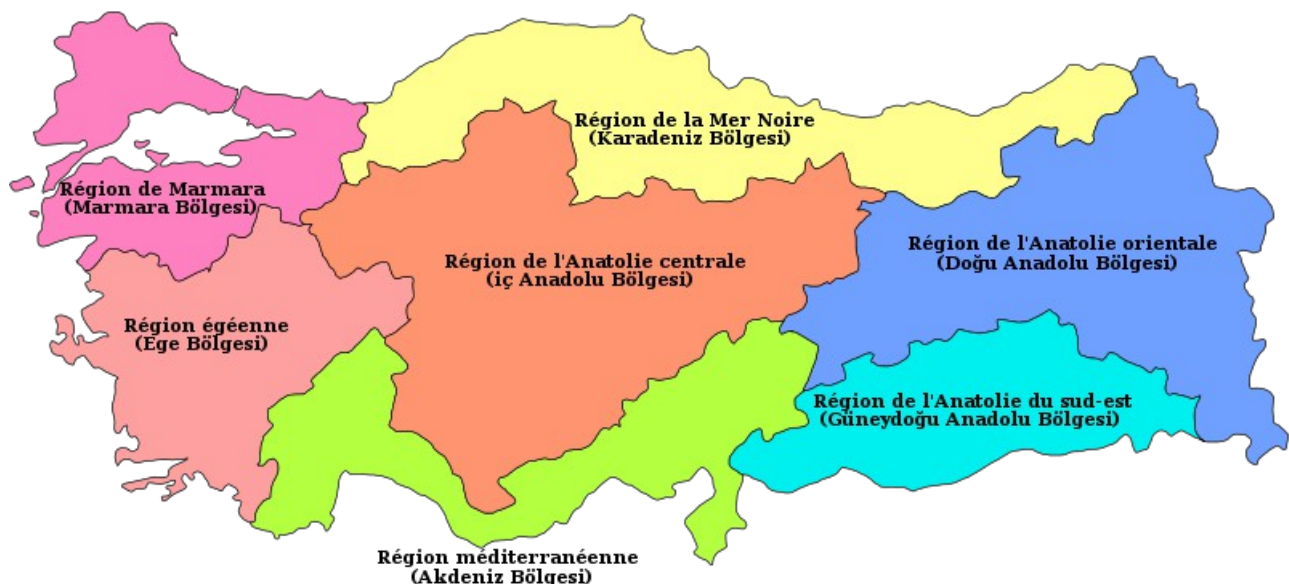 Région de la Mer Noire
(Karadeniz Bölgesi)
Région de Marmara
(Marmara Bölgesi)
Région de l'Anatolie orientale
(Doğu Anadolu Bölgesi)
Région de l'Anatolie centrale
(iç Anadolu Bölgesi)
Région égéenne
(Ege Bölgesi)
Région de l'Anatolie du sud-est
(Güneydoğu Anadolu Bölgesi)
Région méditerranéenne
(Akdeniz Bölgesi)